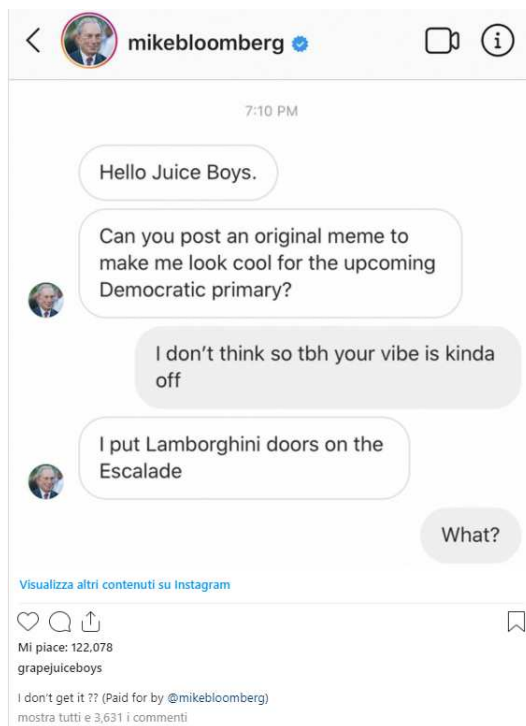 mikebloomberg
7:10 PM
Hello Juice Boys.
Can you post an original meme to
make me look cool for the upcoming
Democratic primary?
I don't think so tbh your vibe is kinda
off
I put Lamborghini doors on the
Escalade
What?
Visualizza altri contenuti su Instagram
Mi piace: 122,078
grapejuiceboys
I don't get it ?? (Paid for by @mikebloomberg)
mostra tutti e 3,631 i commenti